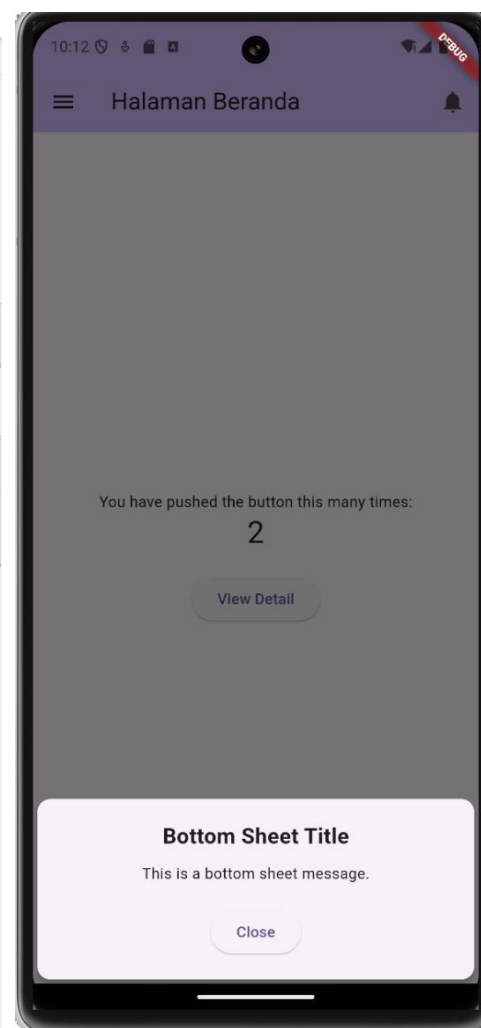 10:12
DEBUG
Halaman Beranda
You have pushed the button this many times:
2
View Detail
Bottom Sheet Title
This is a bottom sheet message.
Close